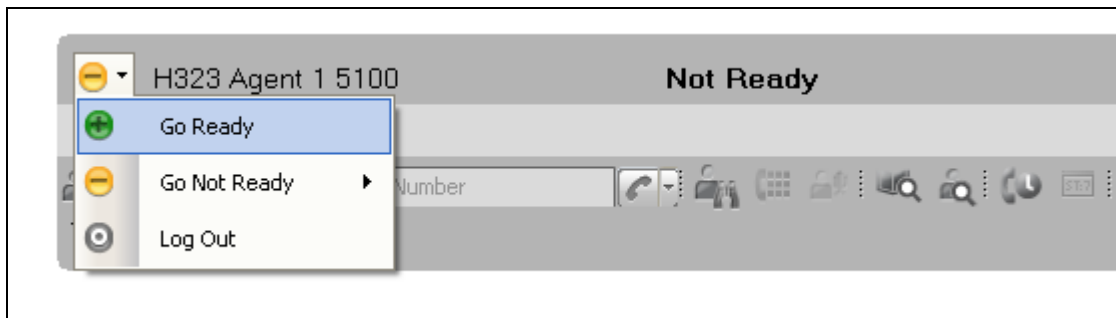 H323 Agent 1 5100 Not Ready
Go Ready
Go Not Ready
Number
Log Out